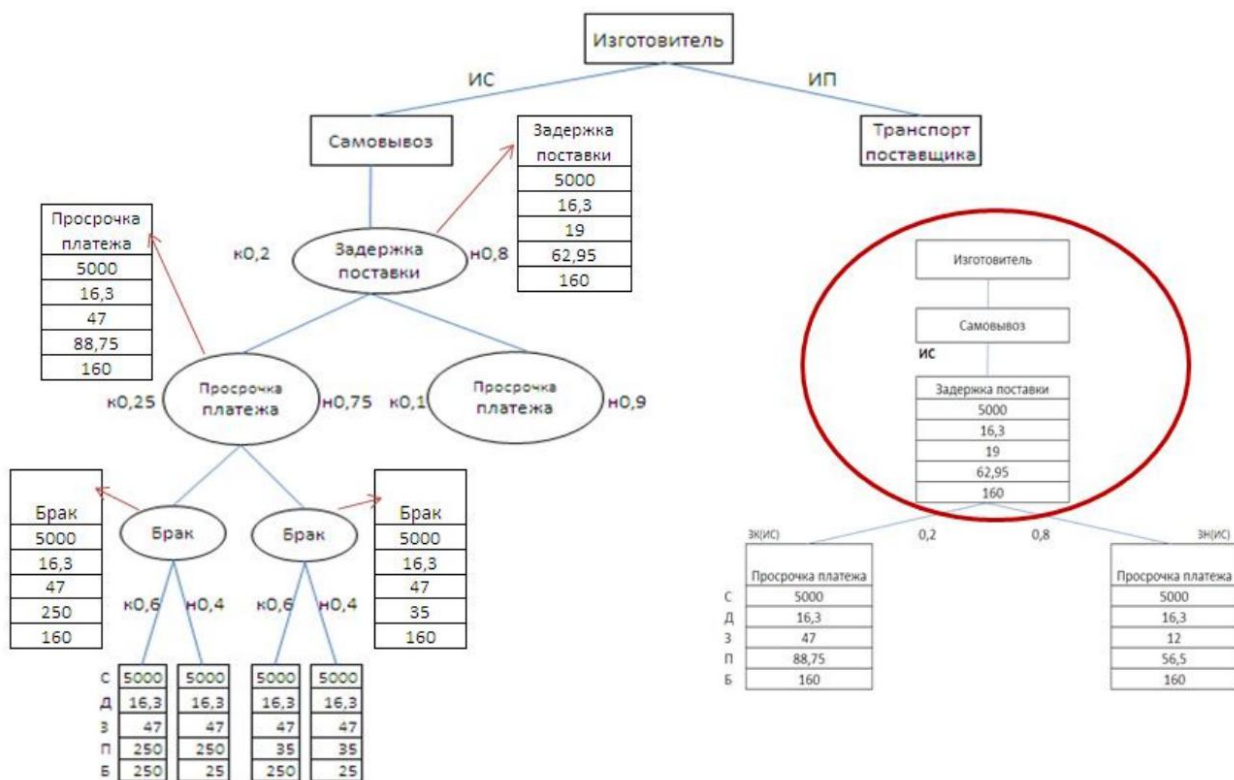 Изготовитель
ИС
ИП
Самовывоз
Транспорт
поставщика
Задержка
поставки
5000
16,3
19
62,95
160
Просрочка
платежа
5000
16,3
47
88,75
160
к0,2
Задержка
поставки
н0,8
к0,25
Просрочка
платежа
н0,75
к0,1
Просрочка
платежа
н0,9
Брак
5000
16,3
47
250
160
Брак
Брак
Брак
5000
16,3
47
35
160
к0,6
н0,4
к0,6
н0,4
С 5000 5000 5000 5000
Д 16,3 16,3 16,3 16,3
З 47 47 47 47
П 250 250 35 35
Б 250 25 250 25
Изготовитель
Самовывоз
ИС
Задержка поставки
5000
16,3
19
62,95
160
ЗК(ИС)
0,2
0,8
ЗН(ИС)
Просрочка платежа
С 5000
Д 16,3
З 47
П 88,75
Б 160
Просрочка платежа
5000
16,3
12
56,5
160